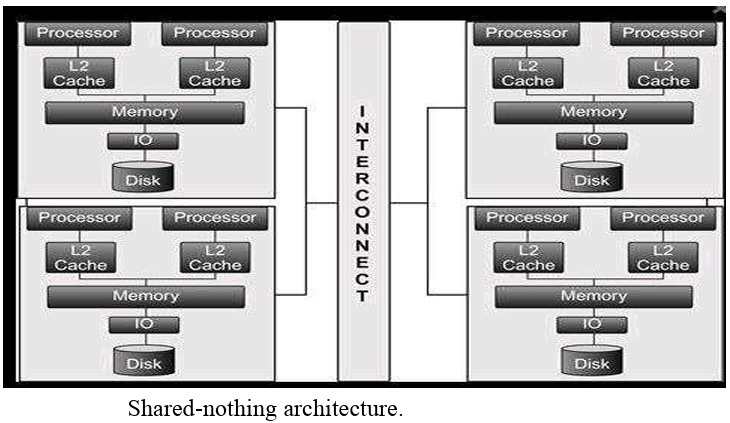 Processor
Processor
L2
Cache
L2
Cache
Memory
IO
Disk
Processor
Processor
L2
Cache
L2
Cache
Memory
IO
Disk
INTERCONNECT
Processor
Processor
L2
Cache
L2
Cache
Memory
IO
Disk
Processor
Processor
L2
Cache
L2
Cache
Memory
IO
Disk
Shared-nothing architecture.